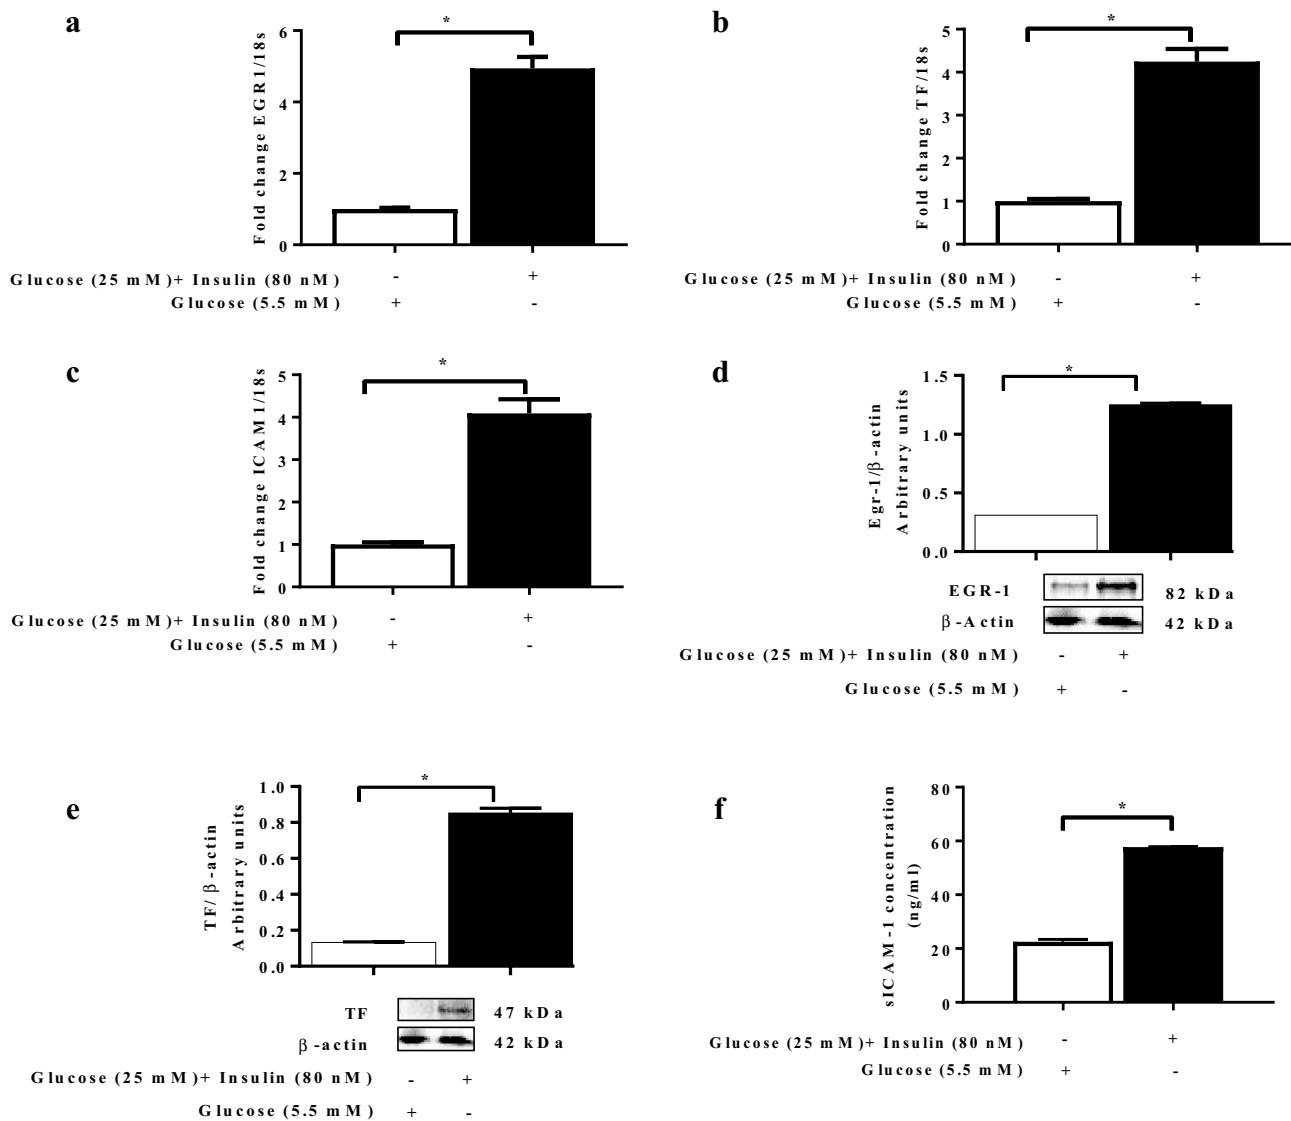 a
*
Fold change EGR1/18s
6
4
2
0
Glucose (25 mM)+ Insulin (80 nM) - +
Glucose (5.5 mM) + -
b
*
Fold change TF/18s
5
4
3
2
1
0
Glucose (25 mM)+ Insulin (80 nM) - +
Glucose (5.5 mM) + -
c
*
Fold change ICAM1/18s
5
4
3
2
1
0
Glucose (25 mM)+ Insulin (80 nM) - +
Glucose (5.5 mM) + -
d
*
Egr-1/β-actin
Arbitrary units
1.5
1.0
0.5
0.0
EGR-1 82 kDa
β-Actin 42 kDa
Glucose (25 mM)+ Insulin (80 nM) - +
Glucose (5.5 mM) + -
e
*
TF/ β-actin
Arbitrary units
1.0
0.8
0.6
0.4
0.2
0.0
TF 47 kDa
β-actin 42 kDa
Glucose (25 mM)+ Insulin (80 nM) - +
Glucose (5.5 mM) + -
f
*
sICAM-1 concentration
(ng/ml)
80
60
40
20
0
Glucose (25 mM)+ Insulin (80 nM) - +
Glucose (5.5 mM) + -